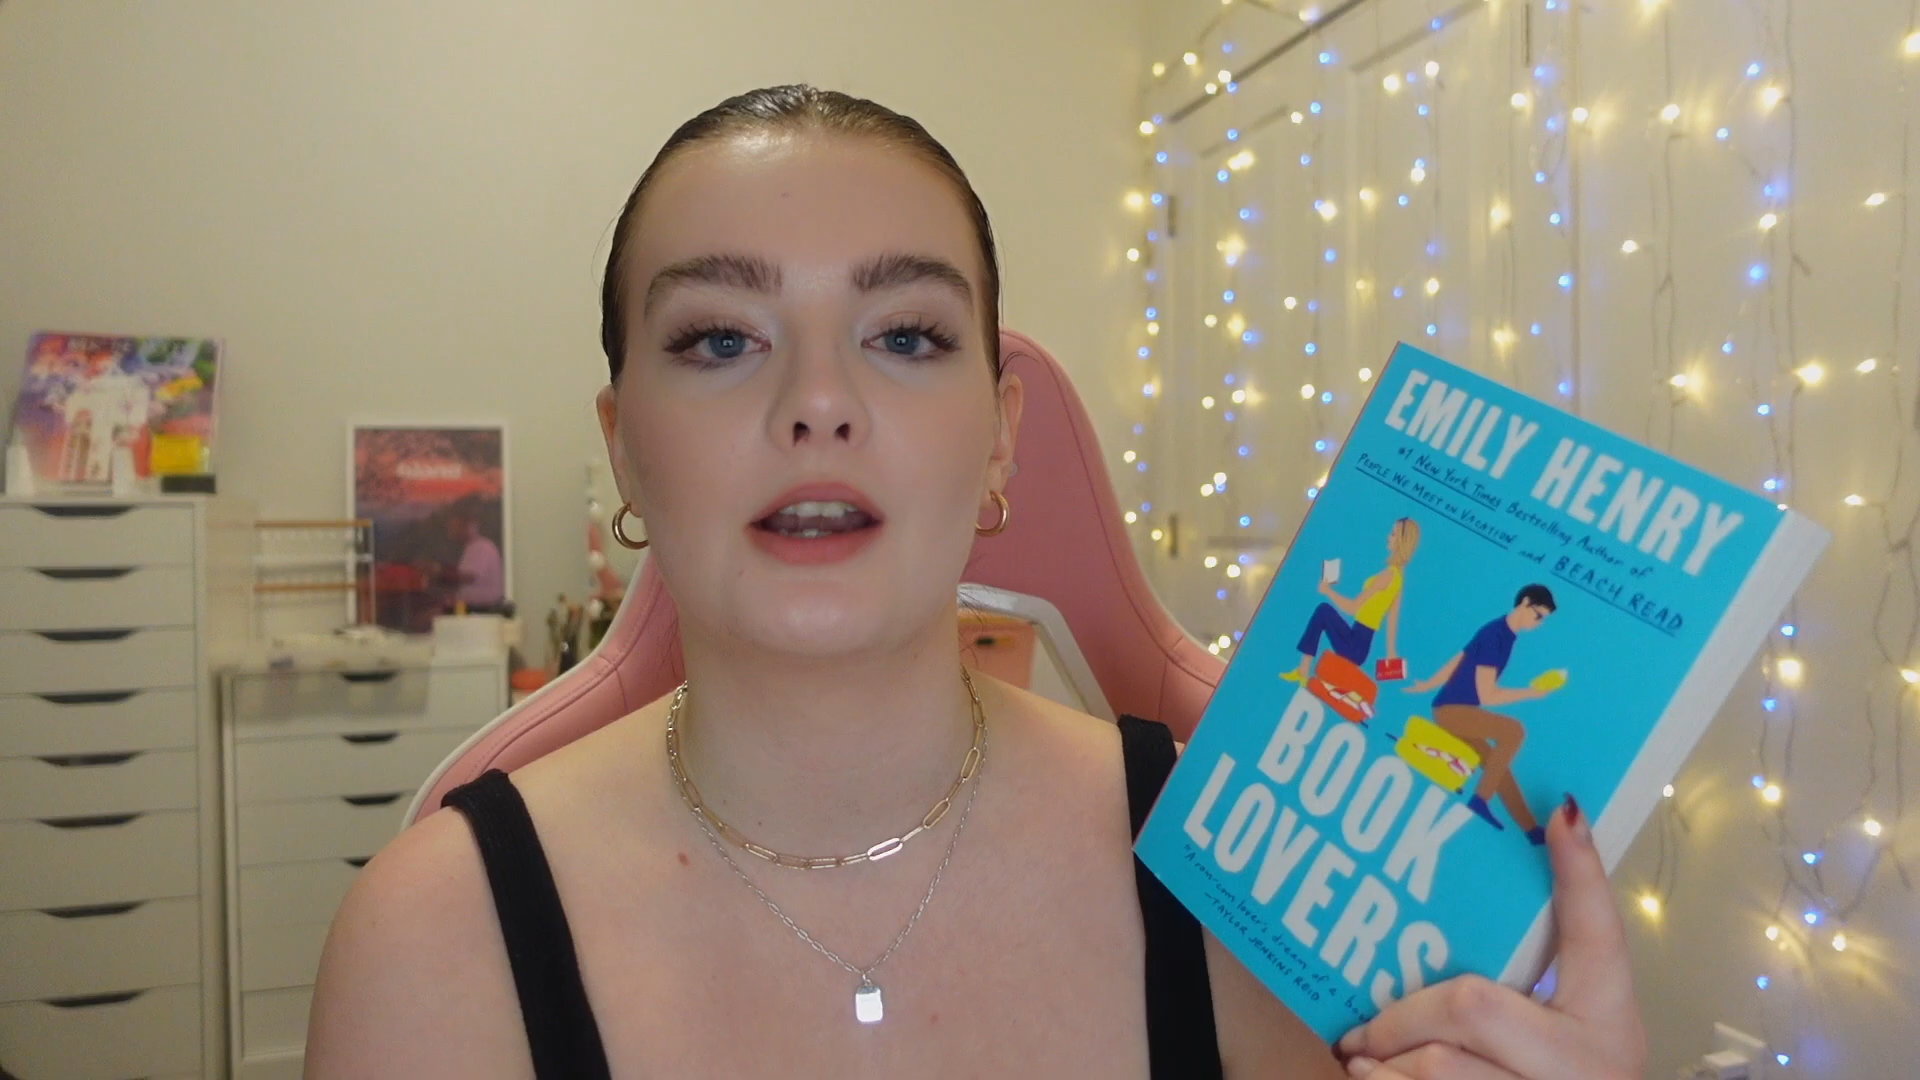 EMILY HENRY
#1 New York Times Bestselling Author of
PEOPLE WE MEET ON VACATION and BEACH READ
BOOK
LOVERS
"A rom-com lover's dream of a book
—TAYLOR JENKINS REID